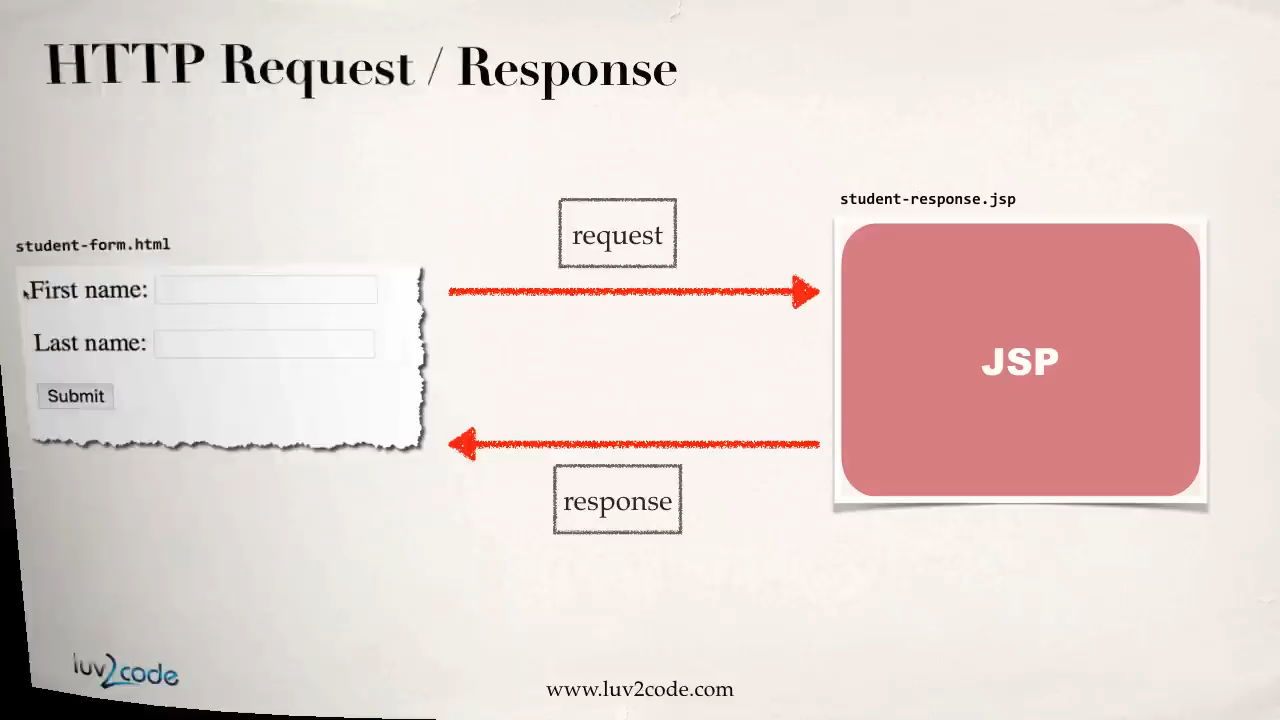 HTTP Request / Response
student-form.html
First name:
Last name:
Submit
request
response
student-response.jsp
JSP
luv2code
www.luv2code.com